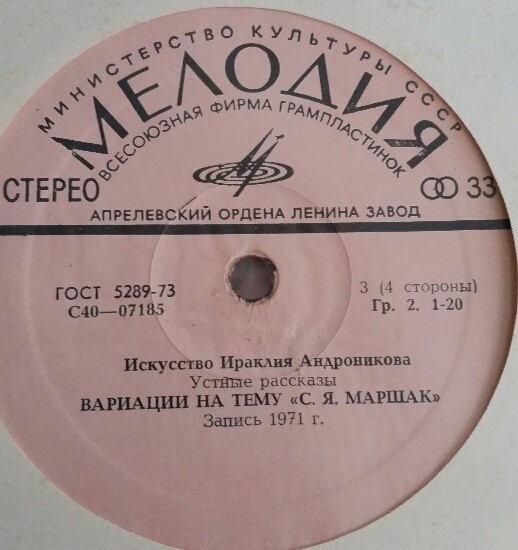 МИНИСТЕРСТВО КУЛЬТУРЫ СССР
МЕЛОДИЯ
ВСЕСОЮЗНАЯ ФИРМА ГРАМПЛАСТИНОК
СТЕРЕО
33
АПРЕЛЕВСКИЙ ОРДЕНА ЛЕНИНА ЗАВОД
ГОСТ 5289-73
С40—07185
3 (4 стороны)
Гр. 2. 1-20
Искусство Ираклия Андроникова
Устные рассказы
ВАРИАЦИИ НА ТЕМУ «С. Я. МАРШАК»
Запись 1971 г.